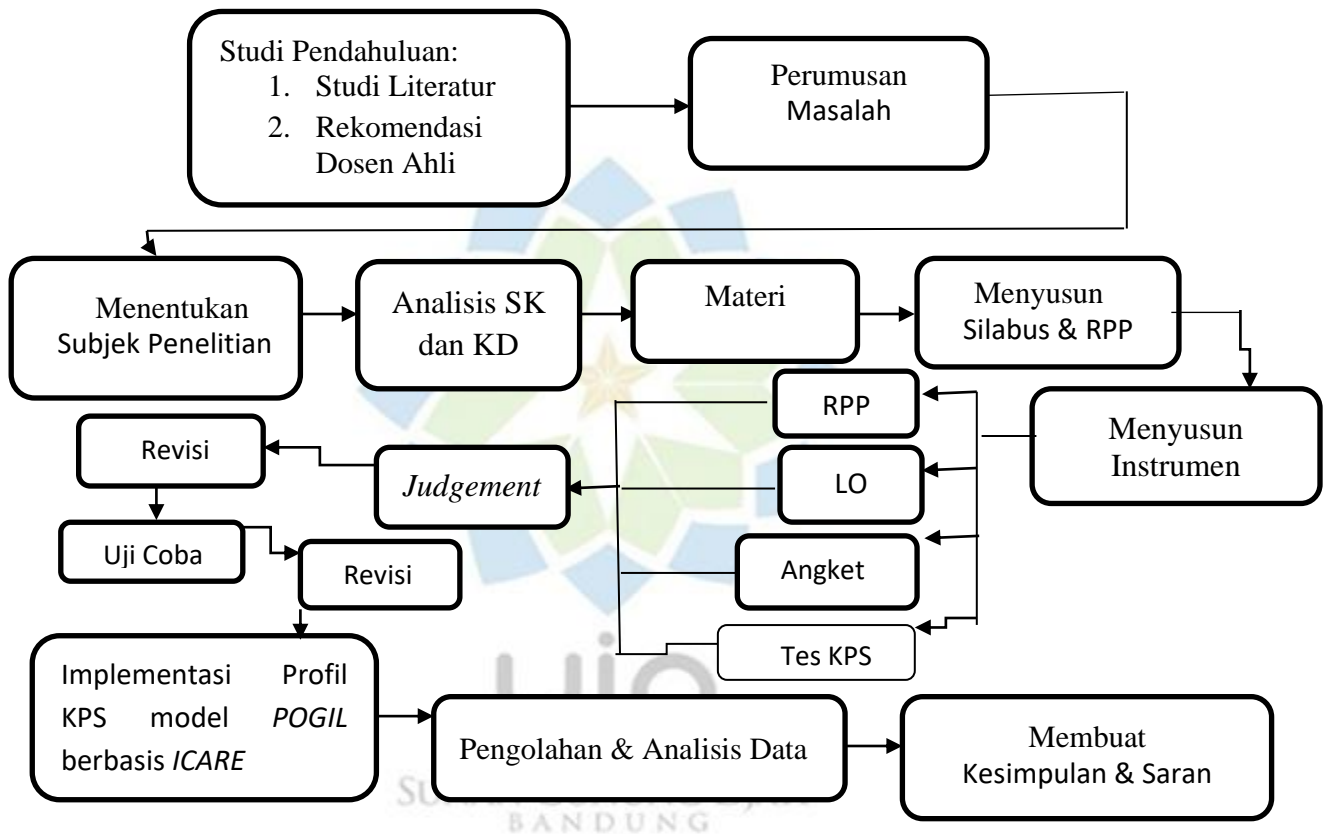 Studi Pendahuluan:
1. Studi Literatur
2. Rekomendasi
Dosen Ahli
Perumusan
Masalah
Menentukan
Subjek Penelitian
Analisis SK
dan KD
Materi
Menyusun
Silabus & RPP
Menyusun
Instrumen
RPP
LO
Angket
Tes KPS
Judgement
Revisi
Uji Coba
Revisi
Implementasi Profil
KPS model POGIL
berbasis ICARE
Pengolahan & Analisis Data
Membuat
Kesimpulan & Saran
uin
BANDUNG